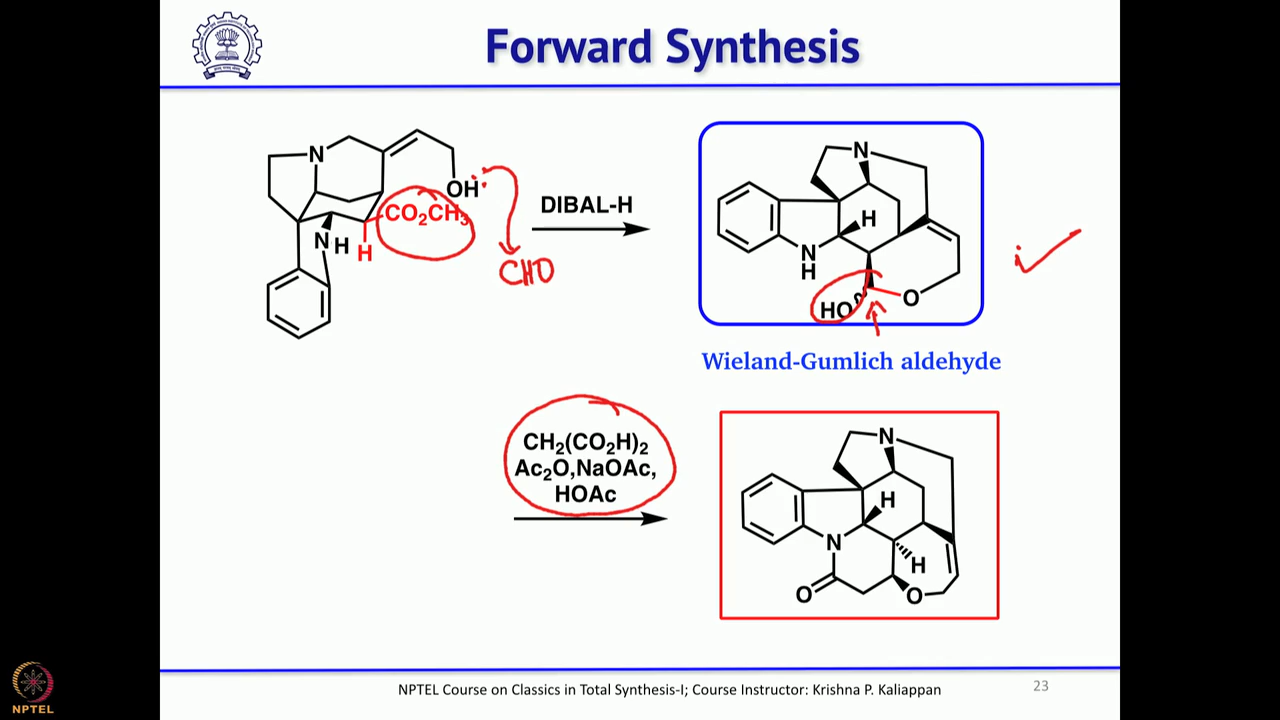 Forward Synthesis
N
OH
CO₂CH₃
N H
H
CHO
DIBAL-H
N
H
N
H
HO
O
Wieland-Gumlich aldehyde
CH₂(CO₂H)₂
Ac₂O,NaOAc,
HOAc
N
H
N
H
O
O
NPTEL Course on Classics in Total Synthesis-I; Course Instructor: Krishna P. Kaliappan
23
NPTEL